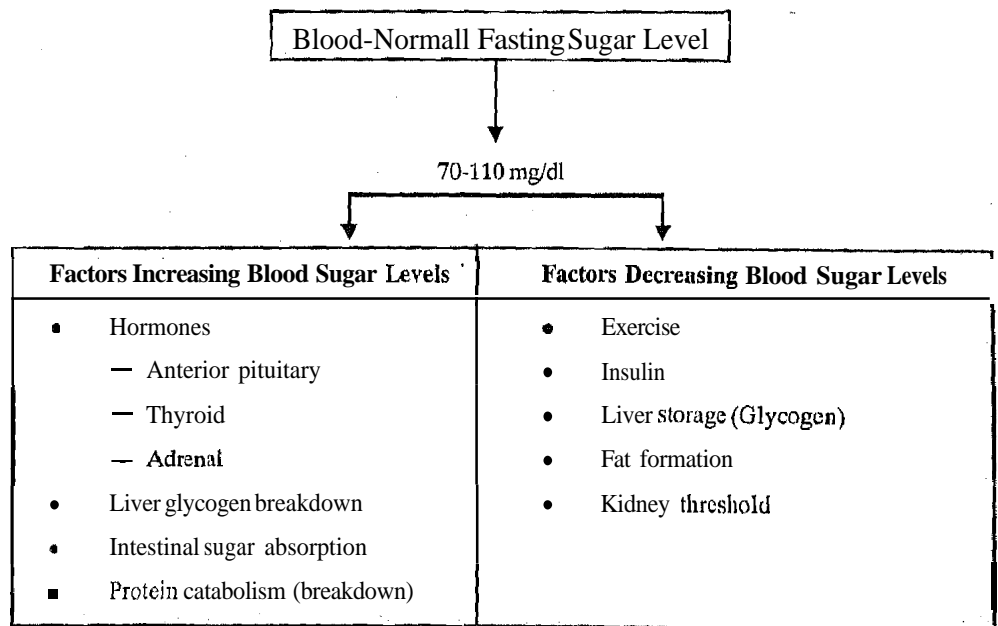 Blood-Normall Fasting Sugar Level
70-110 mg/dl
Factors Increasing Blood Sugar Levels
• Hormones
— Anterior pituitary
— Thyroid
— Adrenal
• Liver glycogen breakdown
• Intestinal sugar absorption
■ Protein catabolism (breakdown)
Factors Decreasing Blood Sugar Levels
• Exercise
• Insulin
• Liver storage (Glycogen)
• Fat formation
• Kidney threshold